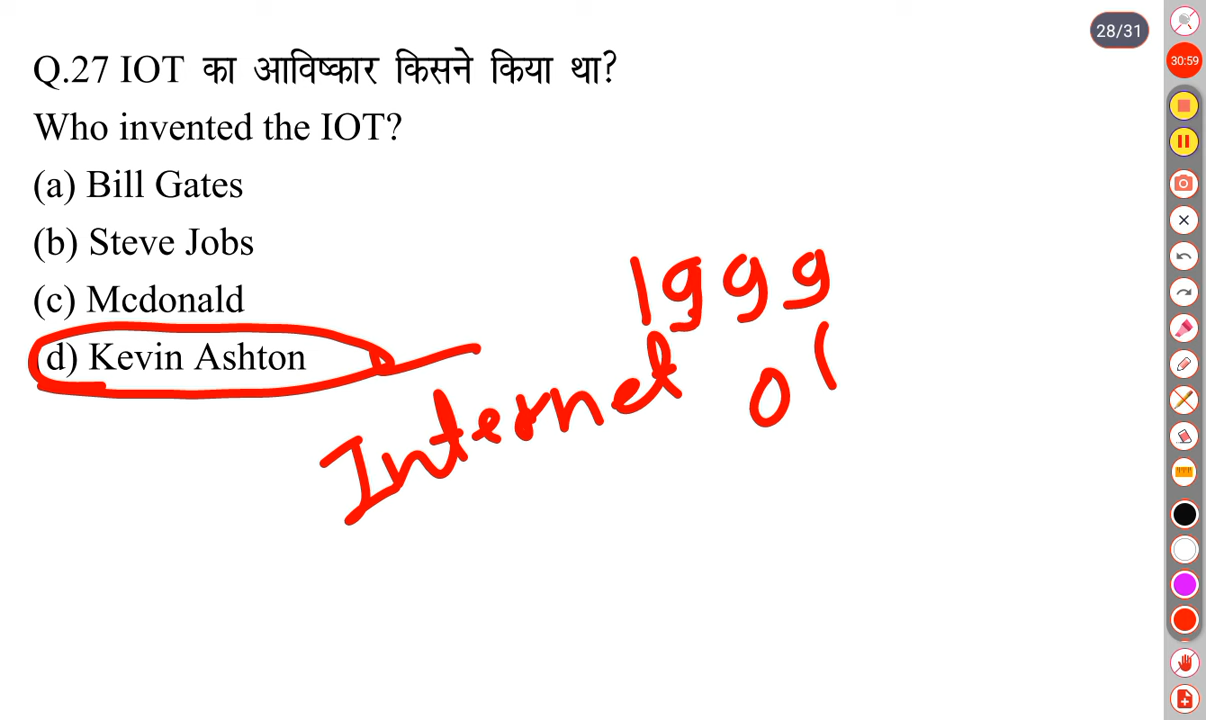 28/31
30:59
Q.27 IOT का आविष्कार किसने किया था?
Who invented the IOT?
(a) Bill Gates
(b) Steve Jobs
(c) Mcdonald
(d) Kevin Ashton
1999
Internet o